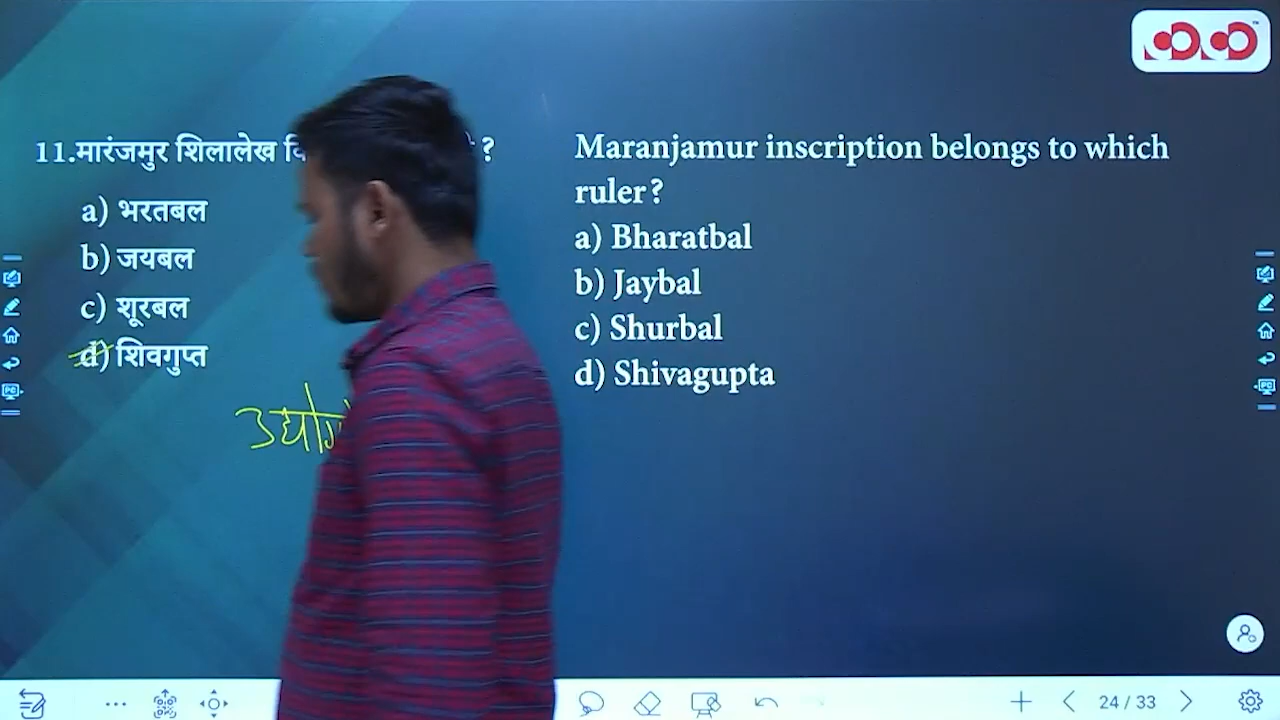 11.मारंजमुर शिलालेख ?
a) भरतबल
b) जयबल
c) शूरबल
d) शिवगुप्त
Maranjamur inscription belongs to which
ruler?
a) Bharatbal
b) Jaybal
c) Shurbal
d) Shivagupta
24 / 33